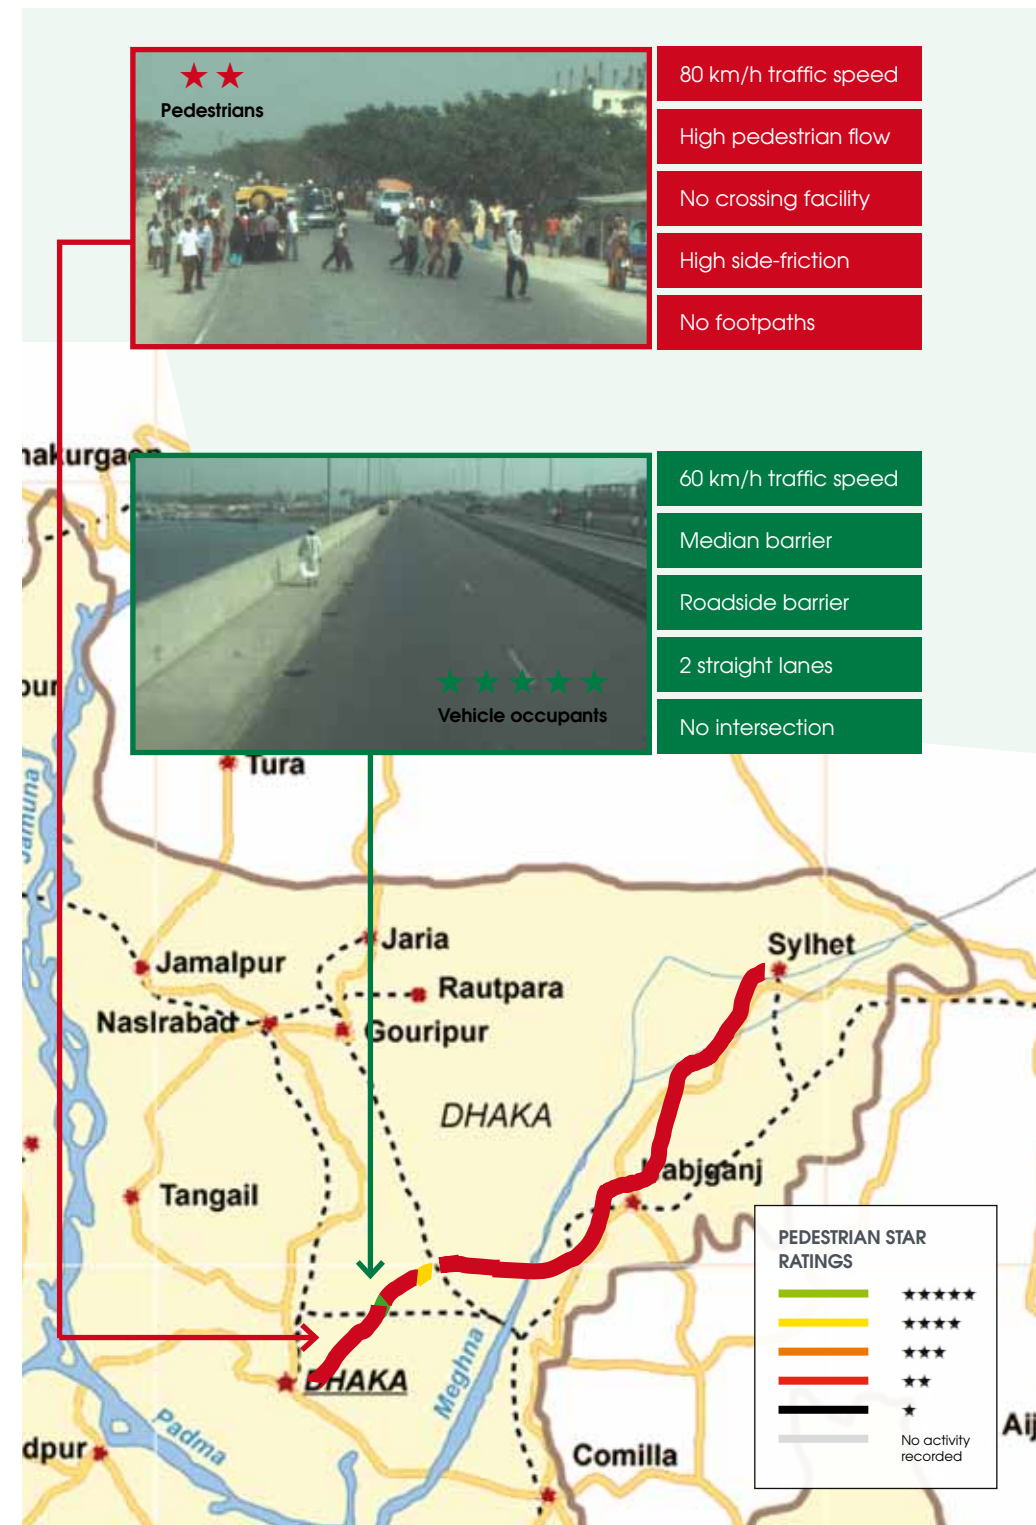 ★★
Pedestrians
80 km/h traffic speed
High pedestrian flow
No crossing facility
High side-friction
No footpaths
60 km/h traffic speed
Median barrier
Roadside barrier
2 straight lanes
No intersection
★★★★★
Vehicle occupants
Tura
Jamuna
Jaria
Sylhet
Jamalpur
Rautpara
Nasirabad
Gouripur
DHAKA
Tangail
PEDESTRIAN STAR
RATINGS
★★★★★
★★★★
★★★
★★
★
No activity
recorded
DHAKA
Meghna
Padma
Comilla